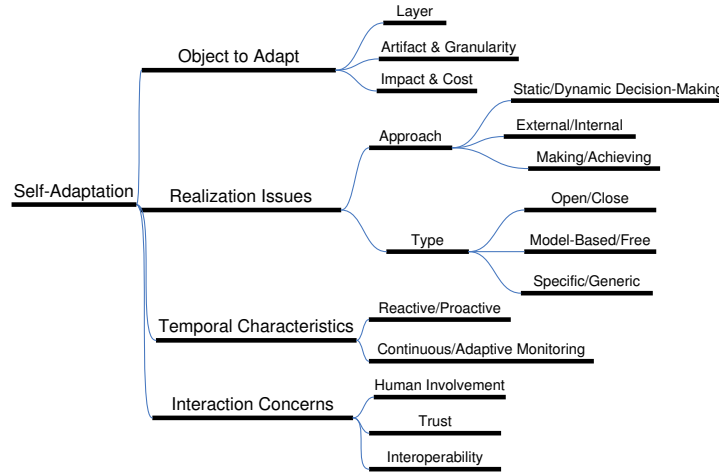 Layer
Object to Adapt
Artifact & Granularity
Impact & Cost
Static/Dynamic Decision-Making
Approach
External/Internal
Making/Achieving
Self-Adaptation
Realization Issues
Open/Close
Type
Model-Based/Free
Specific/Generic
Reactive/Proactive
Temporal Characteristics
Continuous/Adaptive Monitoring
Human Involvement
Interaction Concerns
Trust
Interoperability